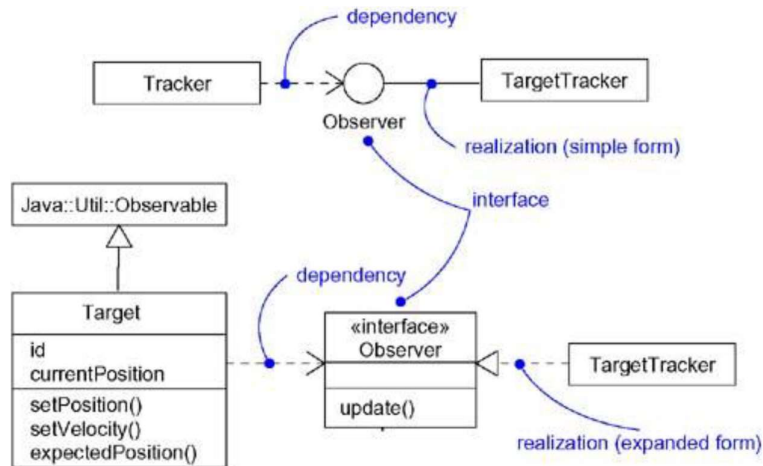 dependency
Tracker
TargetTracker
Observer
realization (simple form)
Java::Util::Observable
interface
dependency
Target
«interface»
Observer
id
currentPosition
TargetTracker
setPosition()
setVelocity()
expectedPosition()
update()
realization (expanded form)